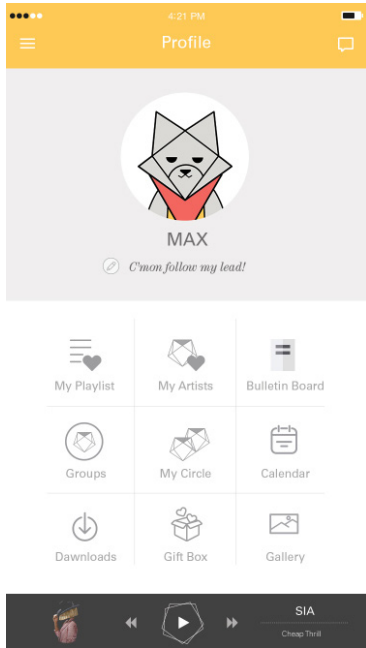 4:21 PM
Profile
MAX
C'mon follow my lead!
My Playlist
My Artists
Bulletin Board
Groups
My Circle
Calendar
Dawnloads
Gift Box
Gallery
SIA
Cheap Thrill